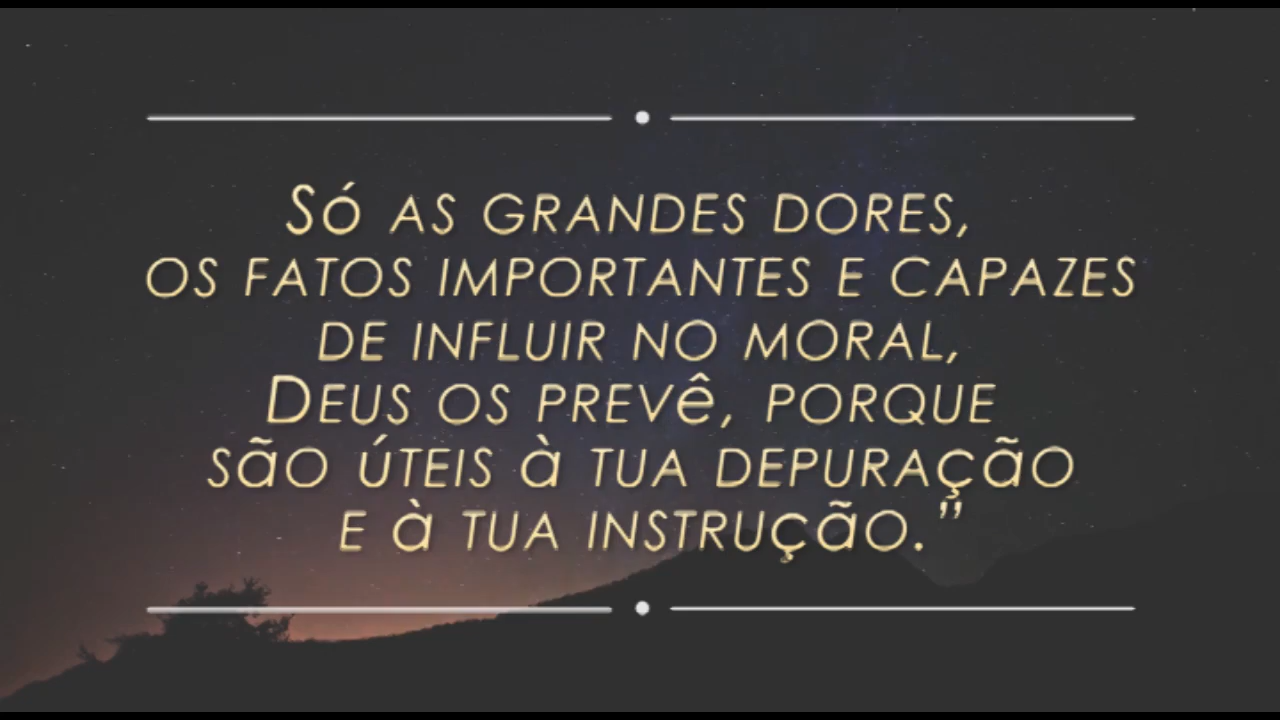 Só as grandes dores,
os fatos importantes e capazes
de influir no moral,
Deus os prevê, porque
são úteis à tua depuração
e à tua instrução."